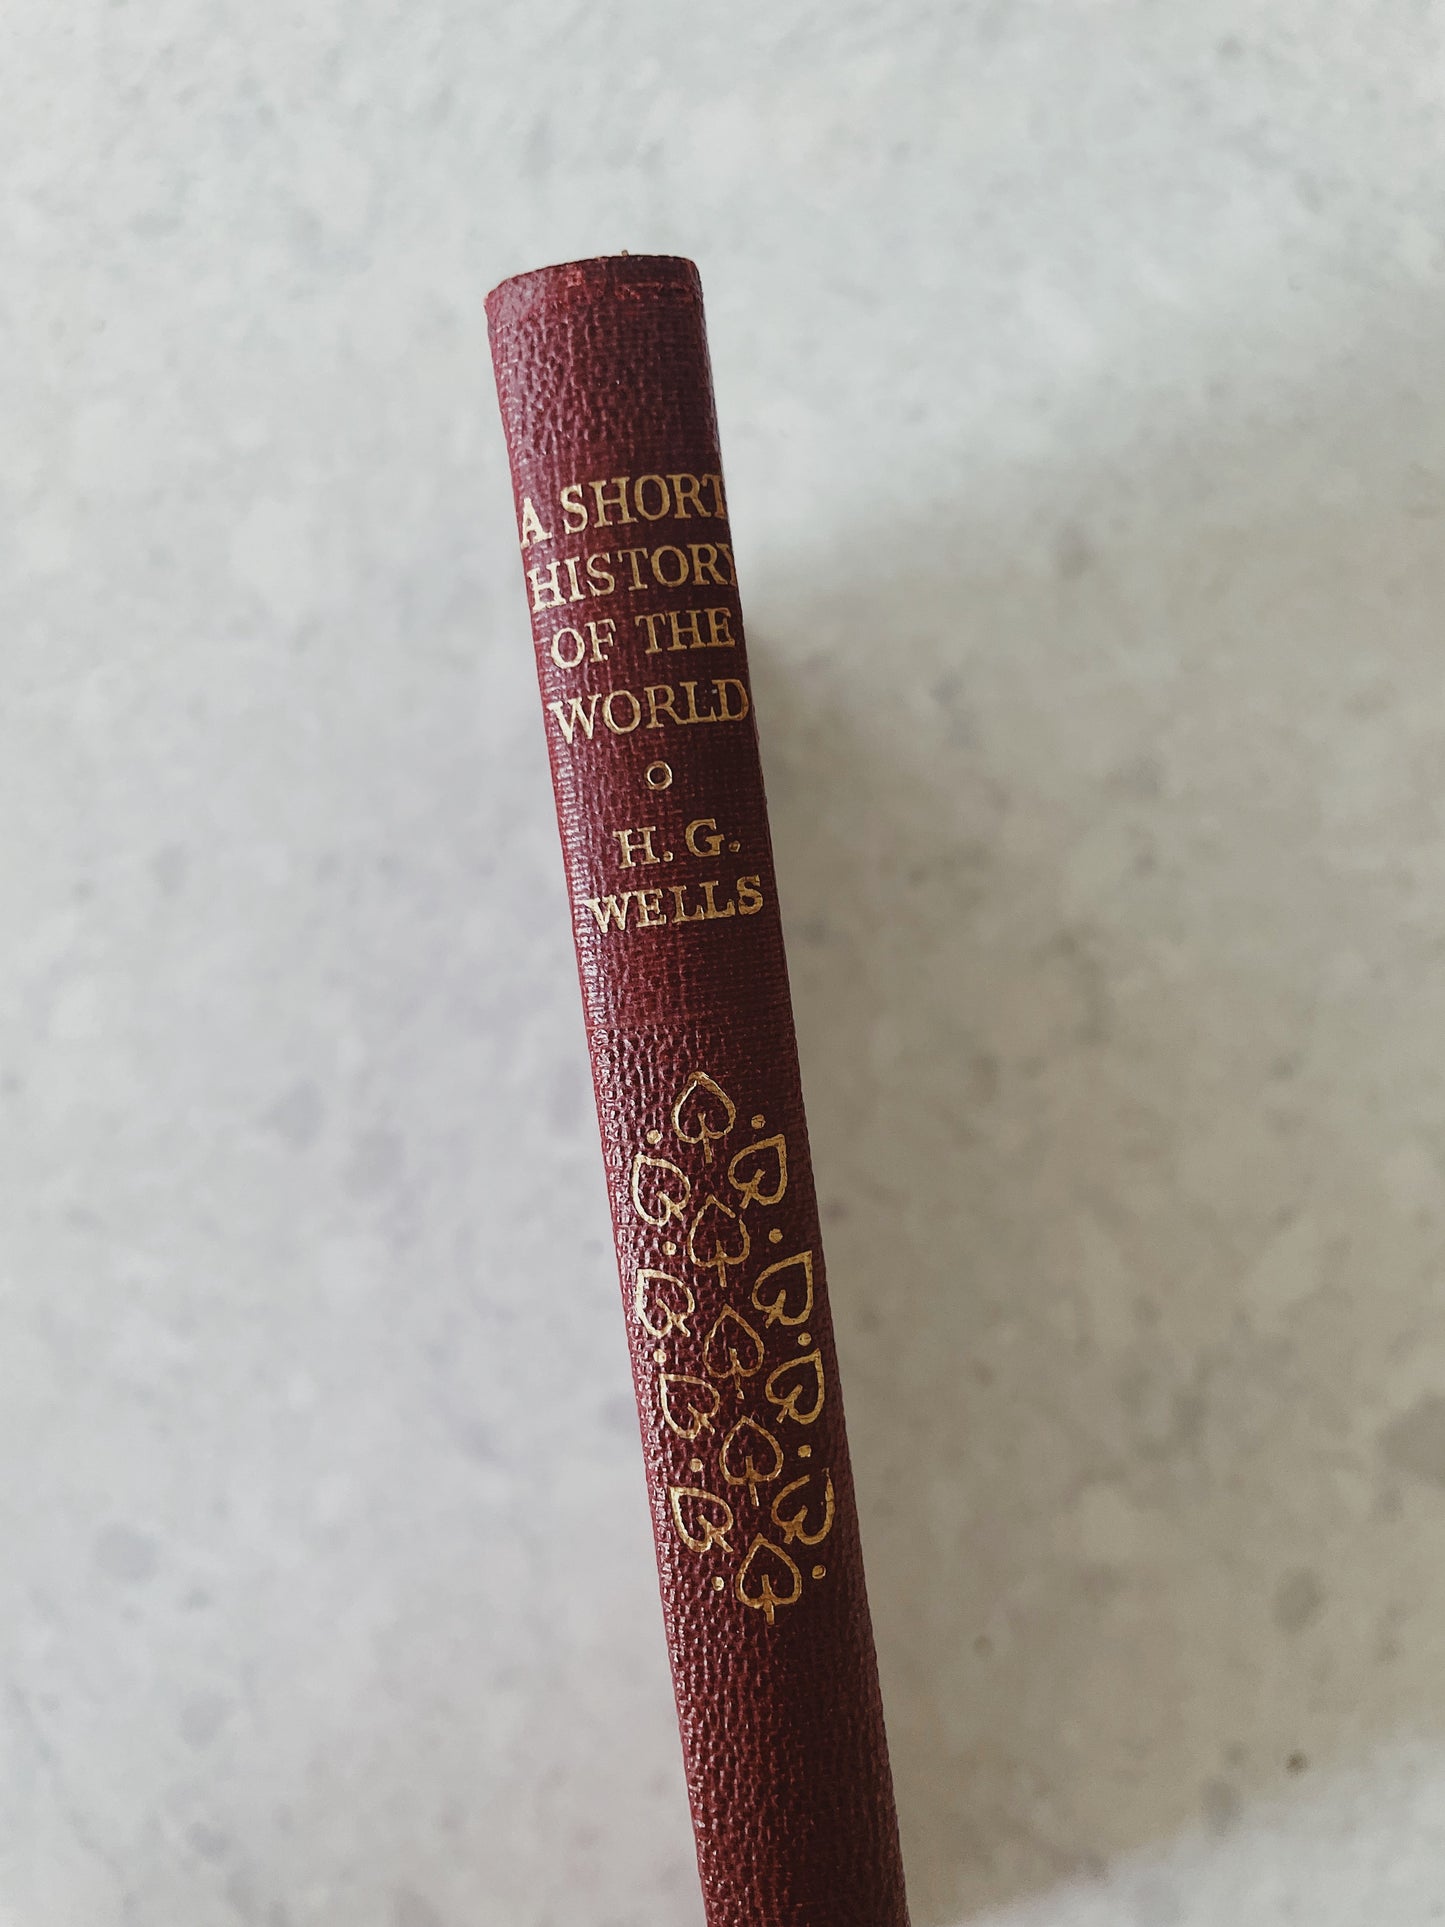 A SHORT
HISTORY
OF THE
WORLD
H. G.
WELLS